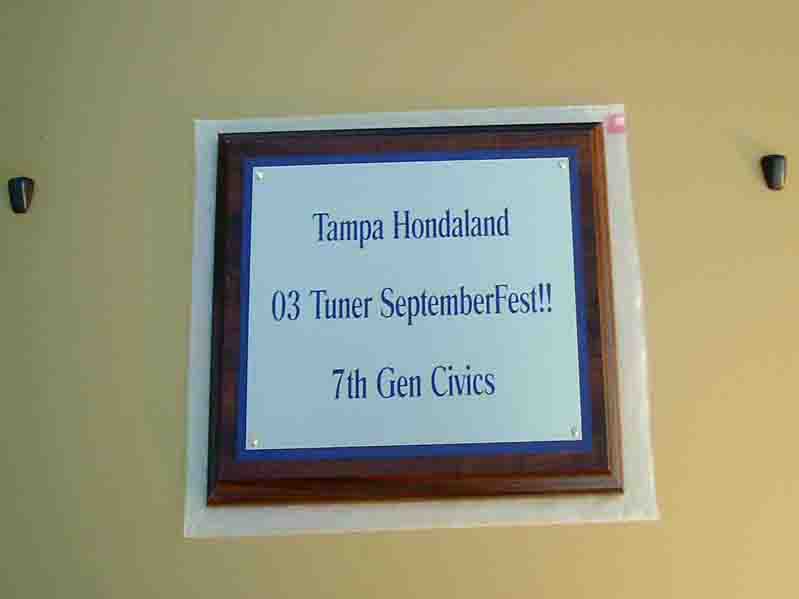 Tampa Hondaland
03 Tuner SeptemberFest!!
7th Gen Civics